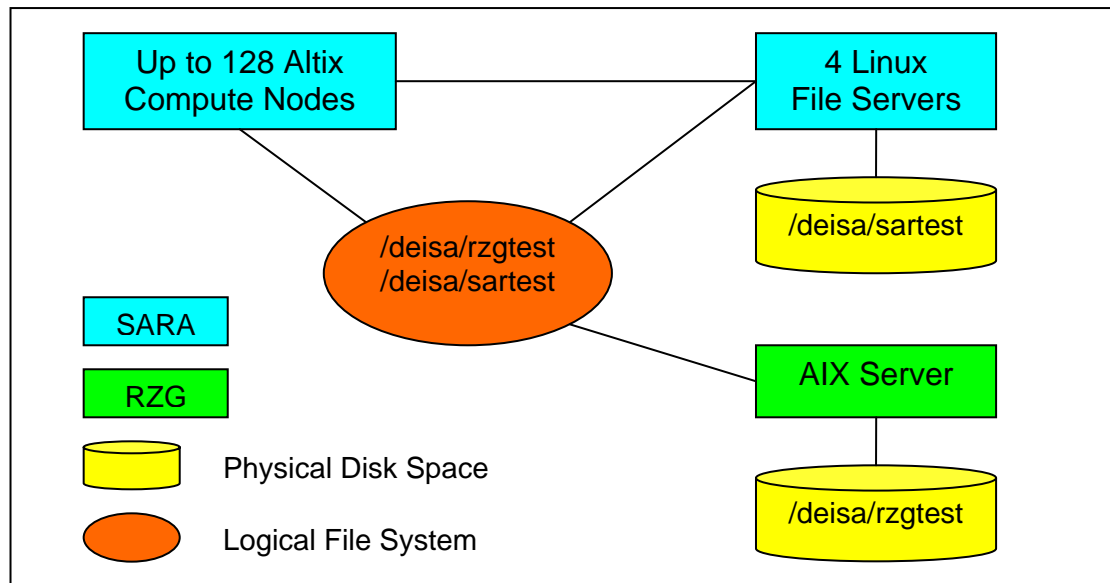 Up to 128 Altix
Compute Nodes
4 Linux
File Servers
/deisa/sartest
/deisa/rzgtest
/deisa/sartest
SARA
RZG
AIX Server
Physical Disk Space
/deisa/rzgtest
Logical File System